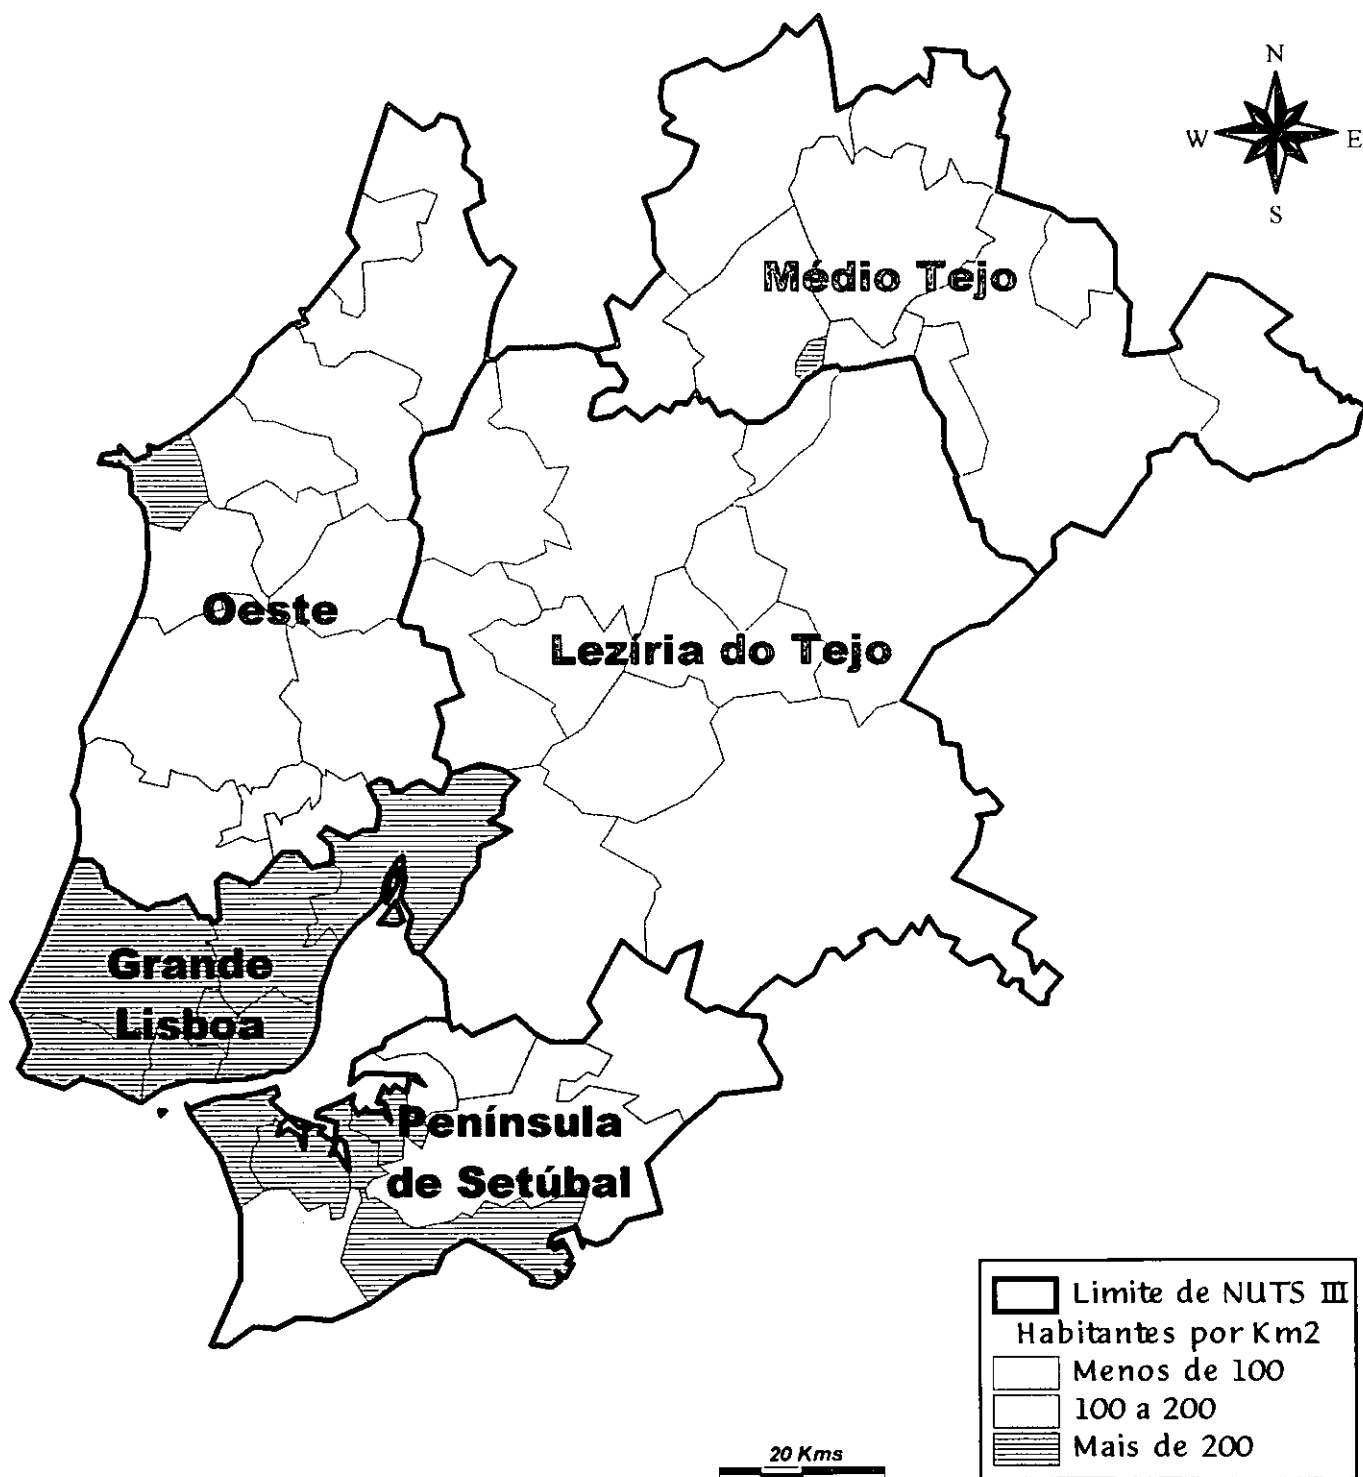 N
W E
S
Médio Tejo
Oeste
Lezíria do Tejo
Grande
Lisboa
Península
de Setúbal
Limite de NUTS III
Habitantes por Km2
Menos de 100
100 a 200
Mais de 200
20 Kms